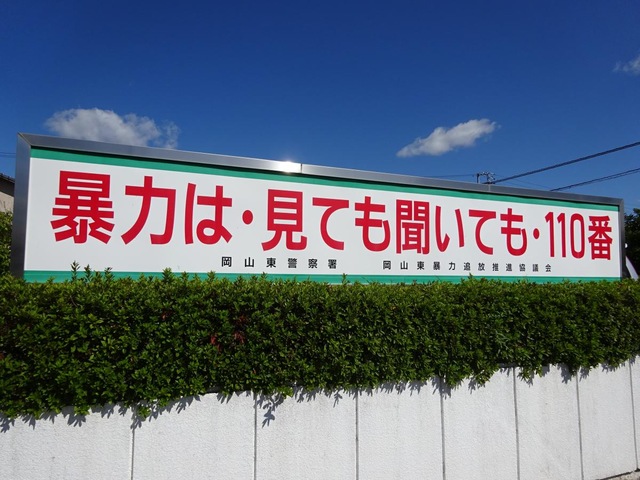 暴力は・見ても聞いても・110番
岡山東警察署 岡山東暴力追放推進協議会